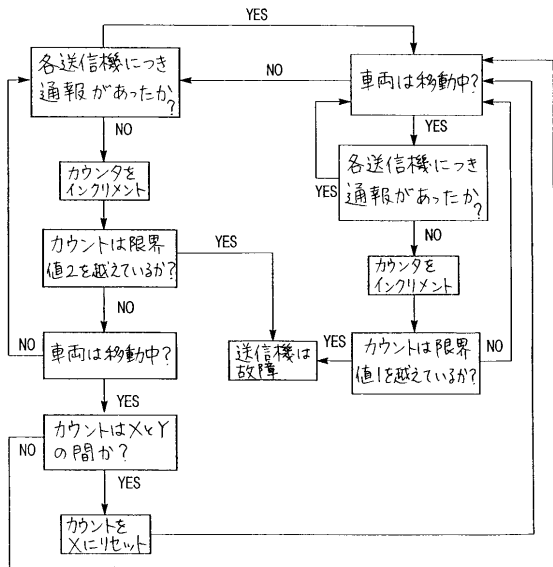 YES
各送信機につき
通報があったか?
NO
車両は移動中?
NO
YES
カウンタを
インクリメント
各送信機につき
通報があったか?
YES
NO
カウントは限界
値2を越えているか?
YES
カウンタを
インクリメント
NO
NO
車両は移動中?
送信機は
故障
YES
カウントは限界
値1を越えているか?
NO
YES
NO
カウントはXとY
の間か?
YES
カウントを
Xにリセット